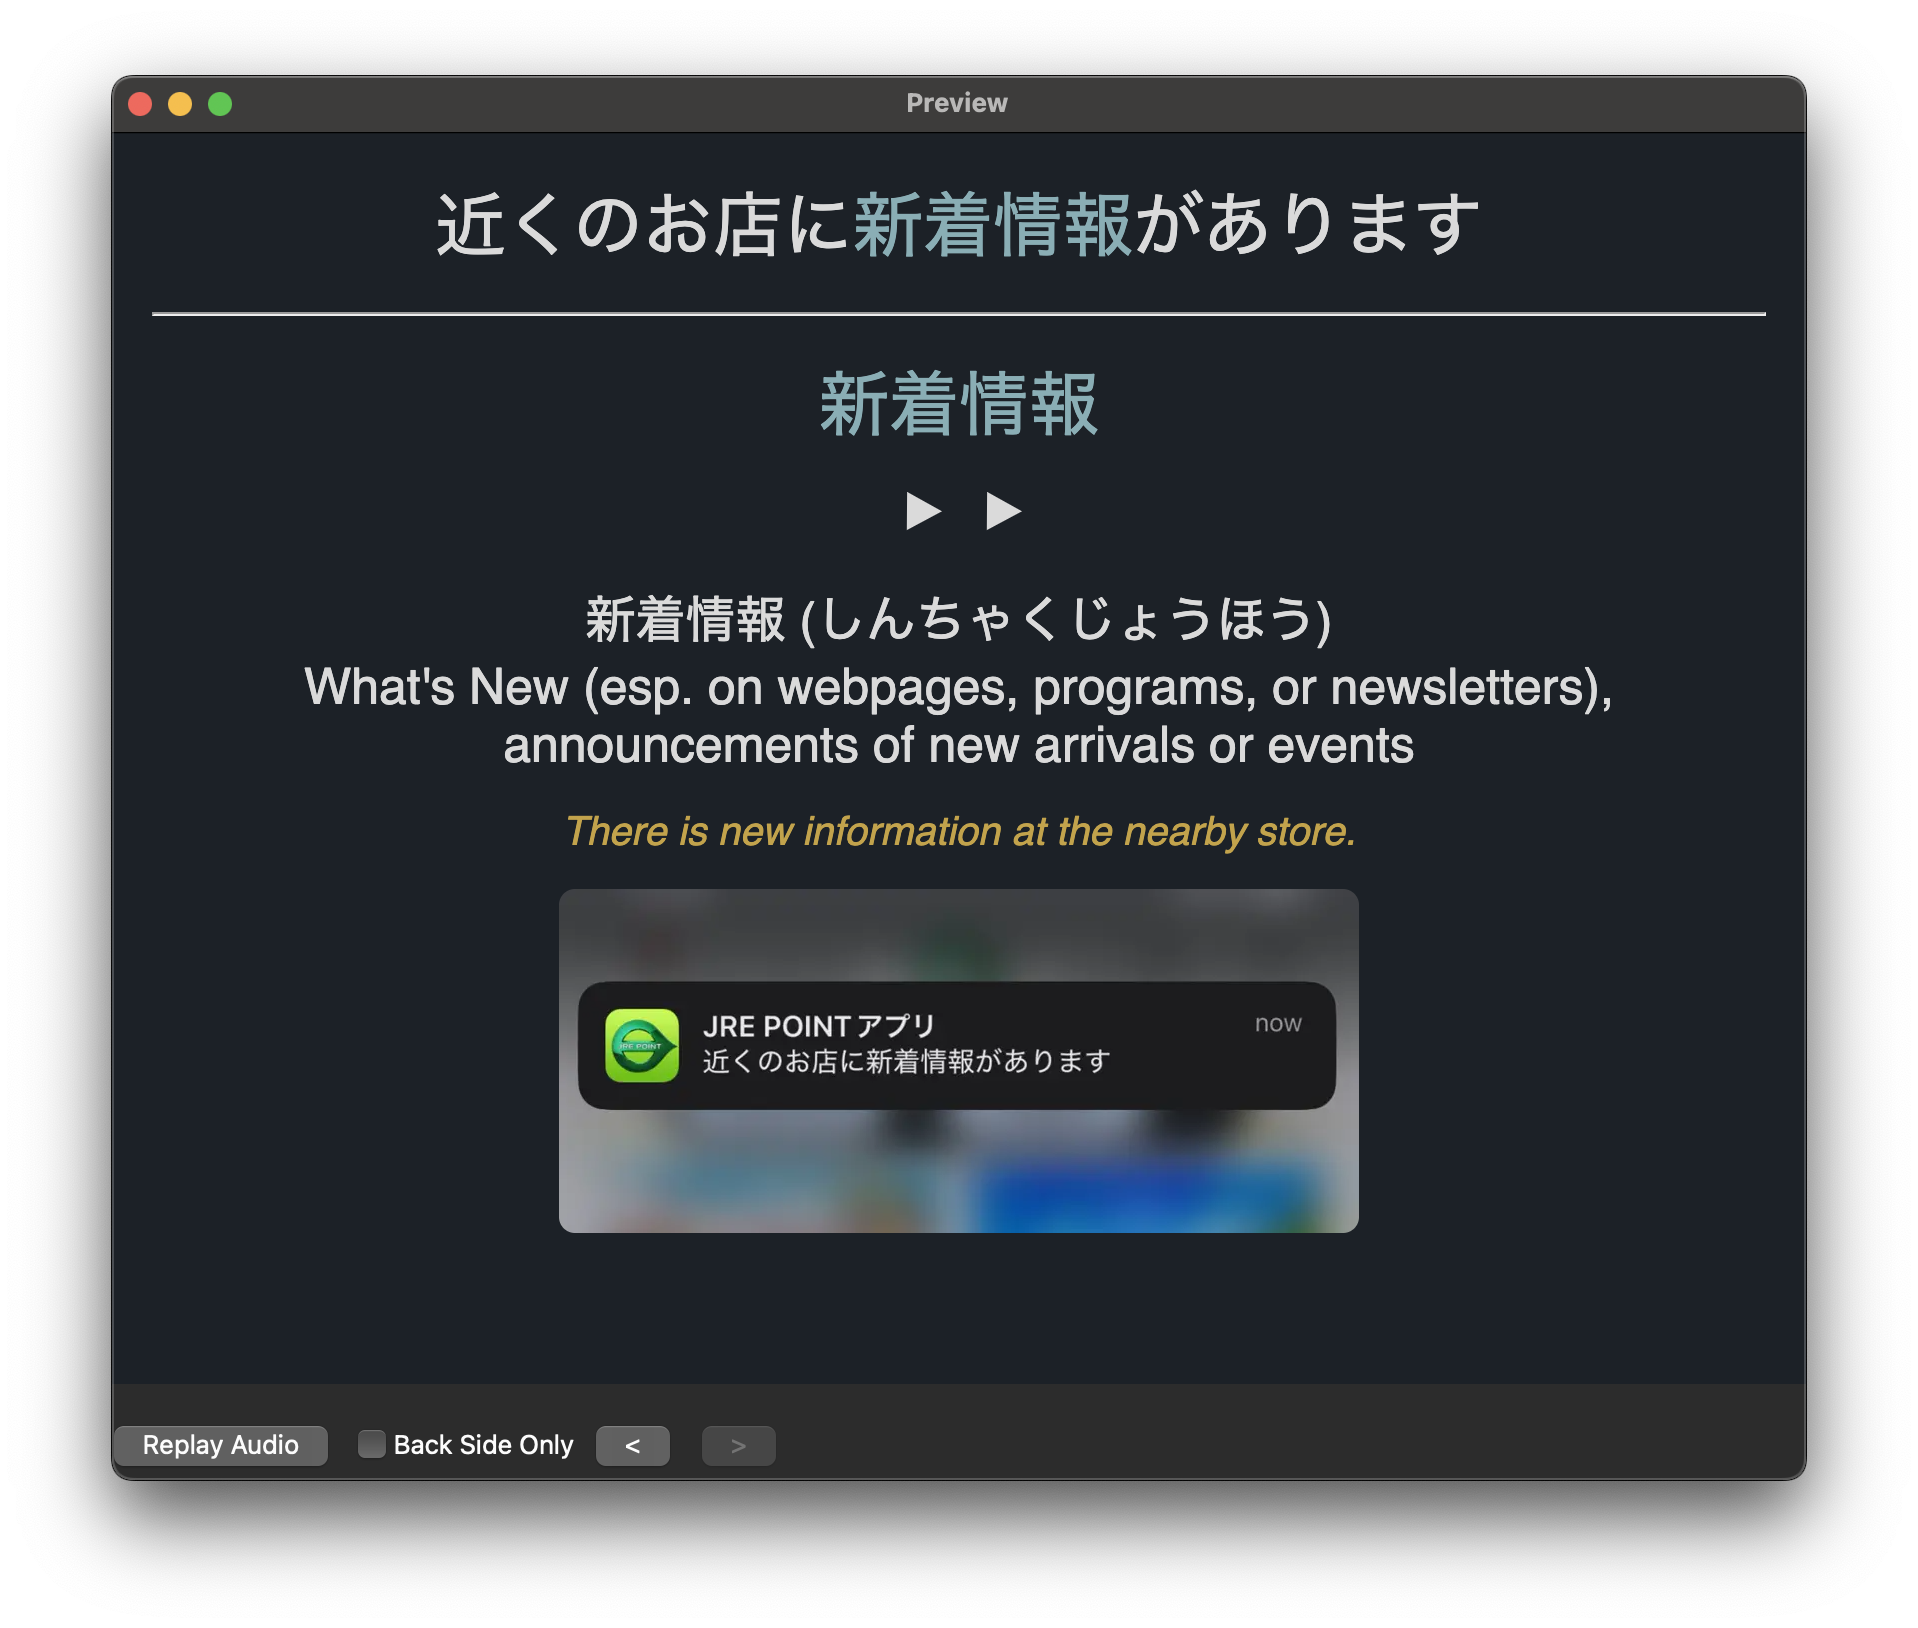 Preview
近くのお店に新着情報があります
新着情報
新着情報 (しんちゃくじょうほう)
What's New (esp. on webpages, programs, or newsletters),
announcements of new arrivals or events
There is new information at the nearby store.
JRE POINT アプリ now
JRE POINT
近くのお店に新着情報があります
Replay Audio Back Side Only < >